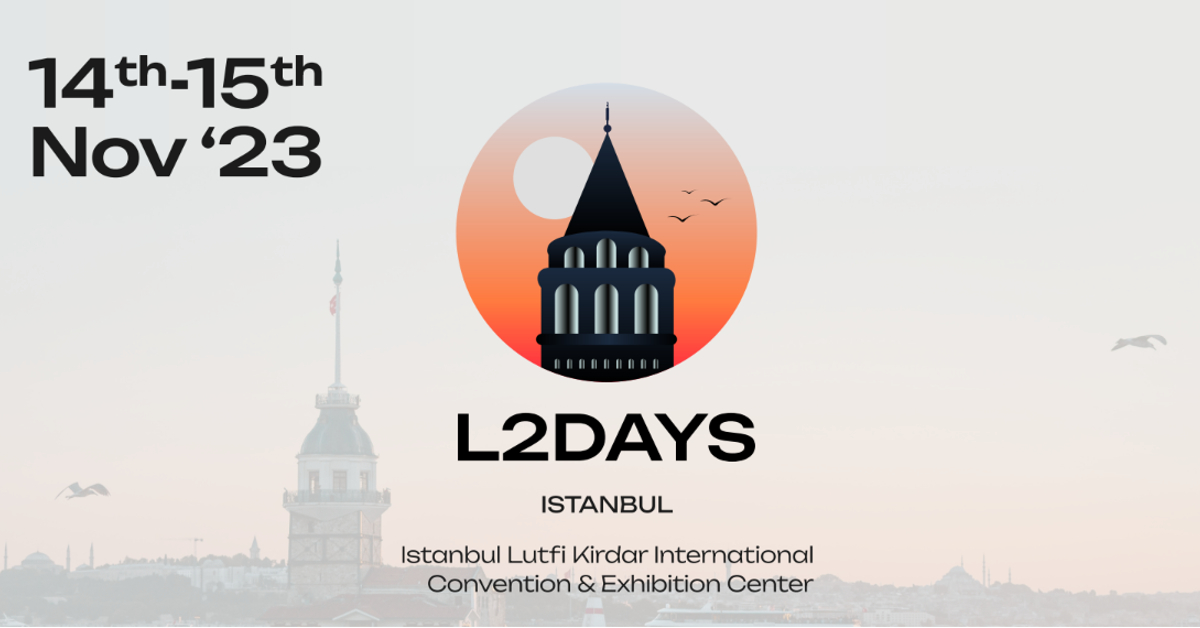 14th-15th
Nov ‘23
L2DAYS
ISTANBUL
Istanbul Lutfi Kirdar International
Convention & Exhibition Center